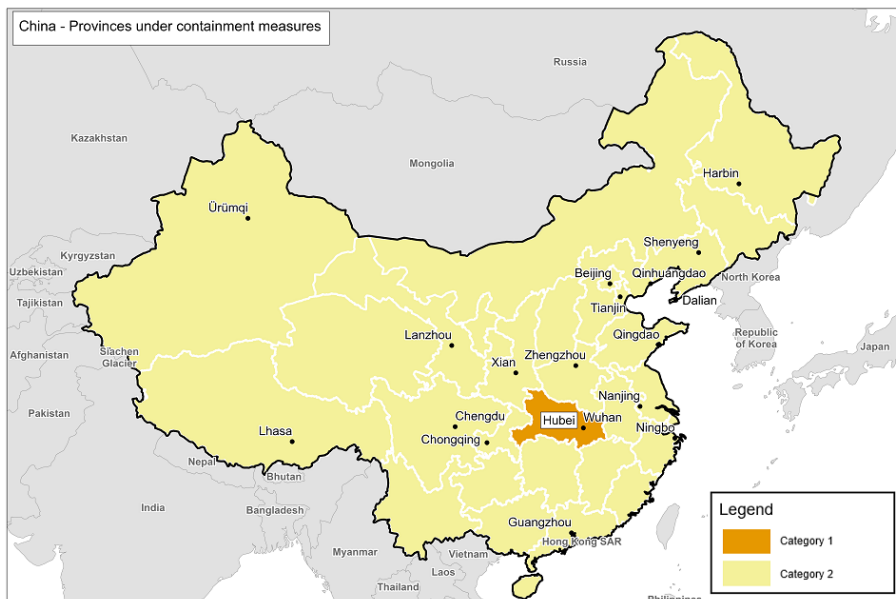 China - Provinces under containment measures
Russia
Kazakhstan
Mongolia
Harbin
Ürümqi
Shenyeng
Kyrgyzstan
Uzbekistan
Beijing
Qinhuangdao
North Korea
Tajikistan
Tianjin
Dalian
Lanzhou
Qingdao
Republic
of Korea
Japan
Afghanistan
Siachen
Glacier
Xian
Zhengzhou
Pakistan
Nanjing
Chengdu
Hubei
Wuhan
Lhasa
Chongqing
Ningbo
Nepal
Bhutan
India
Bangladesh
Legend
Guangzhou
Hong Kong SAR
Category 1
Myanmar
Vietnam
Laos
Category 2
Thailand
Philippines